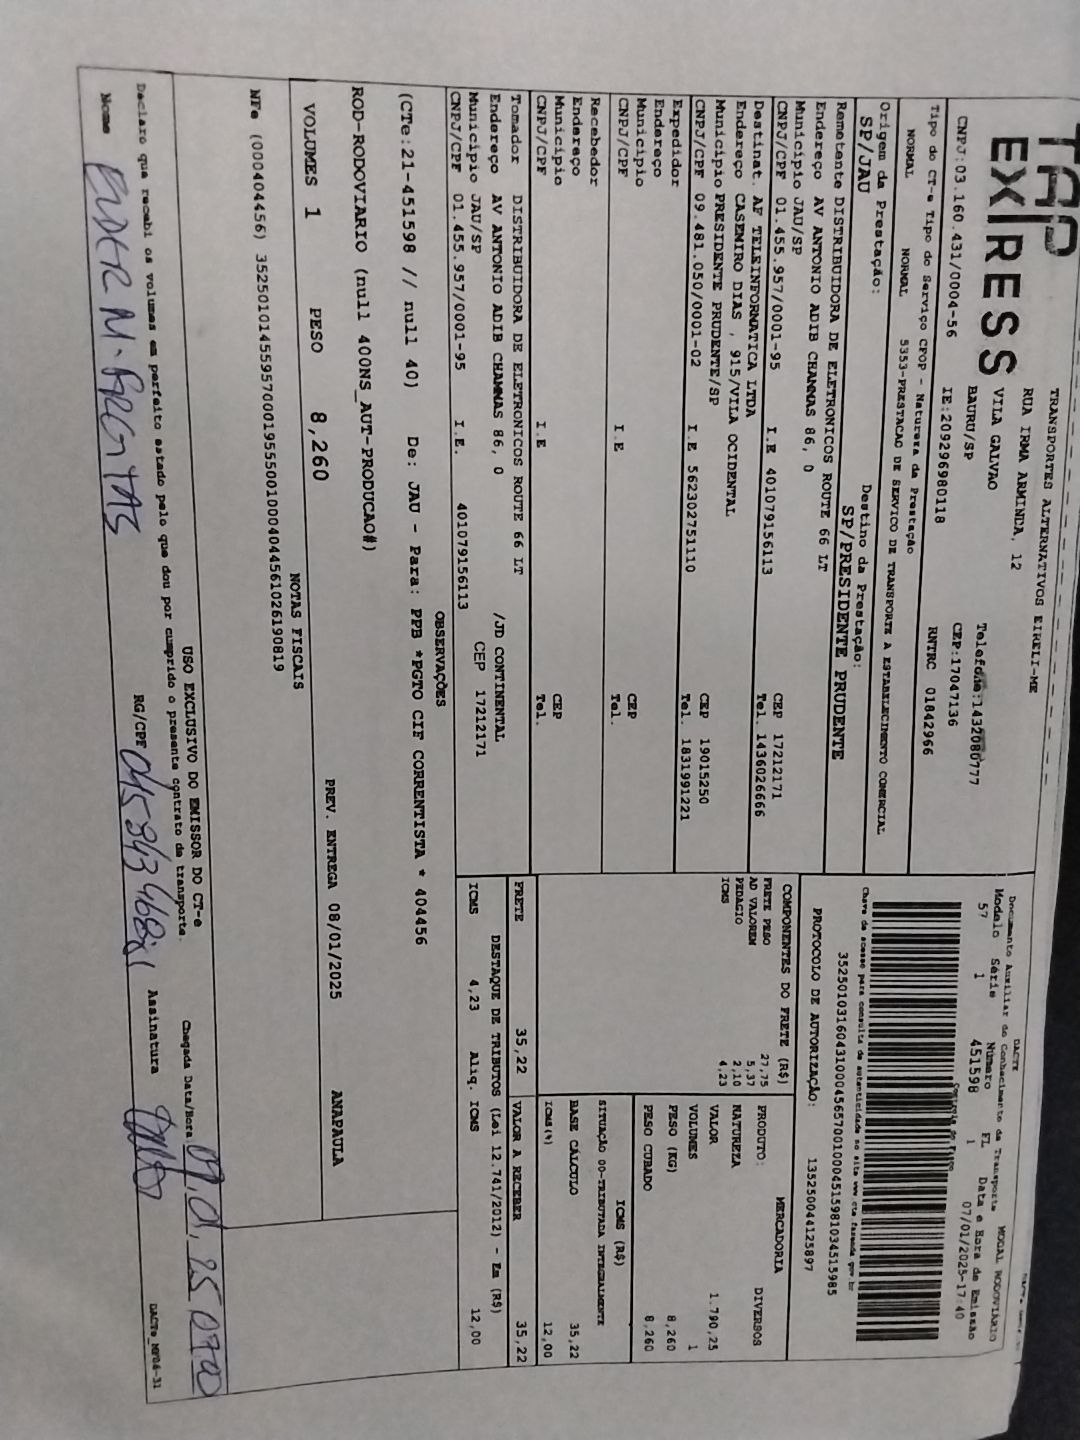 TAP
EX|RESS
TRANSPORTES ALTERNATIVOS EIRELI-ME
RUA IRMA ARMINDA, 12
VILA GALVAO
BAURU/SP
Telefone:1432080777
CEP:17047136
CNPJ:03.160.431/0004-56
IE:209296980118
RNTRC 01842966
Tipo do CT-e Tipo do Serviço CFOP - Natureza da Prestação
NORMAL NORMAL 5353-PRESTACAO DE SERVICO DE TRANSPORTE A ESTABELECIMENTO COMERCIAL
Origem da Prestação: Destino da Prestação:
SP/JAU SP/PRESIDENTE PRUDENTE
Remetente DISTRIBUIDORA DE ELETRONICOS ROUTE 66 LT
Endereço AV ANTONIO ADIB CHAMMAS 86, 0
Municipio JAU/SP CEP 17212171
CNPJ/CPF 01.455.957/0001-95 I.E 401079156113 Tel. 1436026666
Destinat. AF TELEINFORMATICA LTDA
Endereço CASEMIRO DIAS , 915/VILA OCIDENTAL
Municipio PRESIDENTE PRUDENTE/SP CEP 19015250
CNPJ/CPF 09.481.050/0001-02 I.E 562302751110 Tel. 1831991221
Expedidor
Endereço
Municipio CEP
CNPJ/CPF I.E Tel.
Recebedor
Endereço
Municipio CEP
CNPJ/CPF I.E Tel.
Tomador DISTRIBUIDORA DE ELETRONICOS ROUTE 66 LT
Endereço AV ANTONIO ADIB CHAMMAS 86, 0 /JD CONTINENTAL
Municipio JAU/SP CEP 17212171
CNPJ/CPF 01.455.957/0001-95 I.E. 401079156113
DACTE
Documento Auxiliar do Conhecimento de Transporte MODAL RODOVIÁRIO
Modelo Série Número FL Data e Hora de Emissão
57 1 451598 1 07/01/2025-17:40
Controle do Fisco
Chave de acesso para consulta de autenticidade no site www.cte.fazenda.gov.br
35250103160431000456570010004515981034515985
PROTOCOLO DE AUTORIZAÇÃO: 135250044125897
COMPONENTES DO FRETE (R$)
FRETE PESO 27,75
AD VALOREM 5,37
PEDAGIO 2,10
ICMS 4,23
MERCADORIA
PRODUTO: DIVERSOS
NATUREZA
VALOR 1.790,25
VOLUMES 1
PESO (KG) 8,260
PESO CUBADO 8,260
ICMS (R$)
SITUAÇÃO 00-TRIBUTADA INTEGRALMENTE
BASE CÁLCULO 35,22
ICMS(%) 12,00
FRETE 35,22 VALOR A RECEBER 35,22
DESTAQUE DE TRIBUTOS (Lei 12.741/2012) - Em (R$)
ICMS 4,23 Aliq. ICMS 12,00
OBSERVAÇÕES
(CTe:21-451598 // null 40) De: JAU - Para: PPB *PGTO CIF CORRENTISTA * 404456
ROD-RODOVIARIO (null 400NS_AUT-PRODUCAO#)
VOLUMES 1 PESO 8,260 PREV. ENTREGA 08/01/2025 ANAPAULA
NOTAS FISCAIS
NFe (000404456) 35250101455957000195550010004044561026190819
USO EXCLUSIVO DO EMISSOR DO CT-e
Declaro que recebi os volumes em perfeito estado pelo que dou por cumprido o presente contrato de transporte.
Chegada Data/Hora 09.01.25 09:00
Nome RG/CPF Assinatura
DACTe_NF04-31